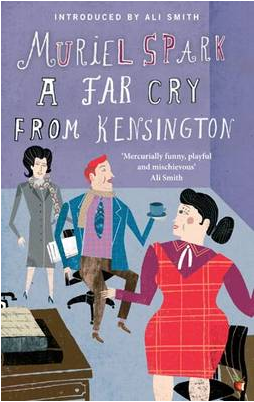 INTRODUCED BY ALI SMITH
MURIEL SPARK
A FAR CRY
FROM KENSINGTON
'Mercurially funny, playful
and mischievous'
Ali Smith